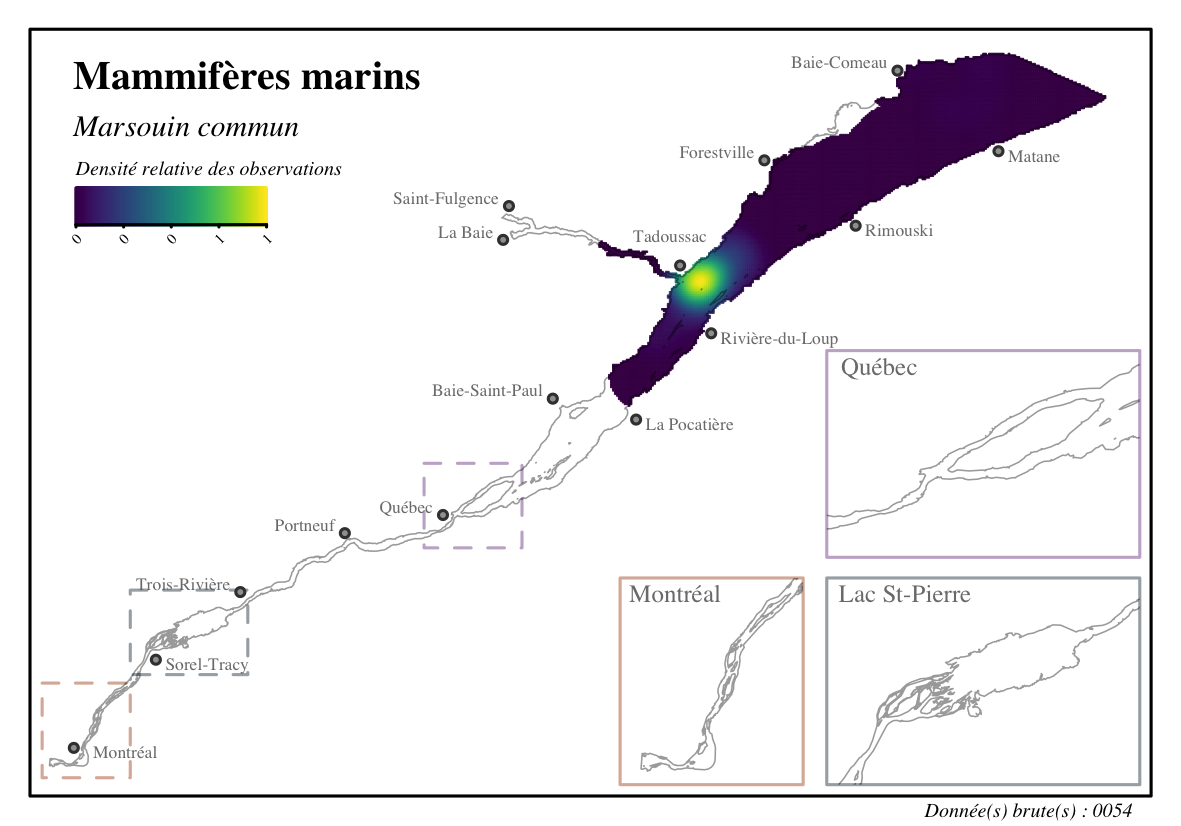 Mammifères marins
Marsouin commun
Densité relative des observations
0 0 0 1 1
Baie-Comeau
Forestville
Matane
Saint-Fulgence
La Baie
Tadoussac
Rimouski
Rivière-du-Loup
Baie-Saint-Paul
La Pocatière
Québec
Portneuf
Trois-Rivière
Sorel-Tracy
Montréal
Québec
Montréal
Lac St-Pierre
Donnée(s) brute(s) : 0054